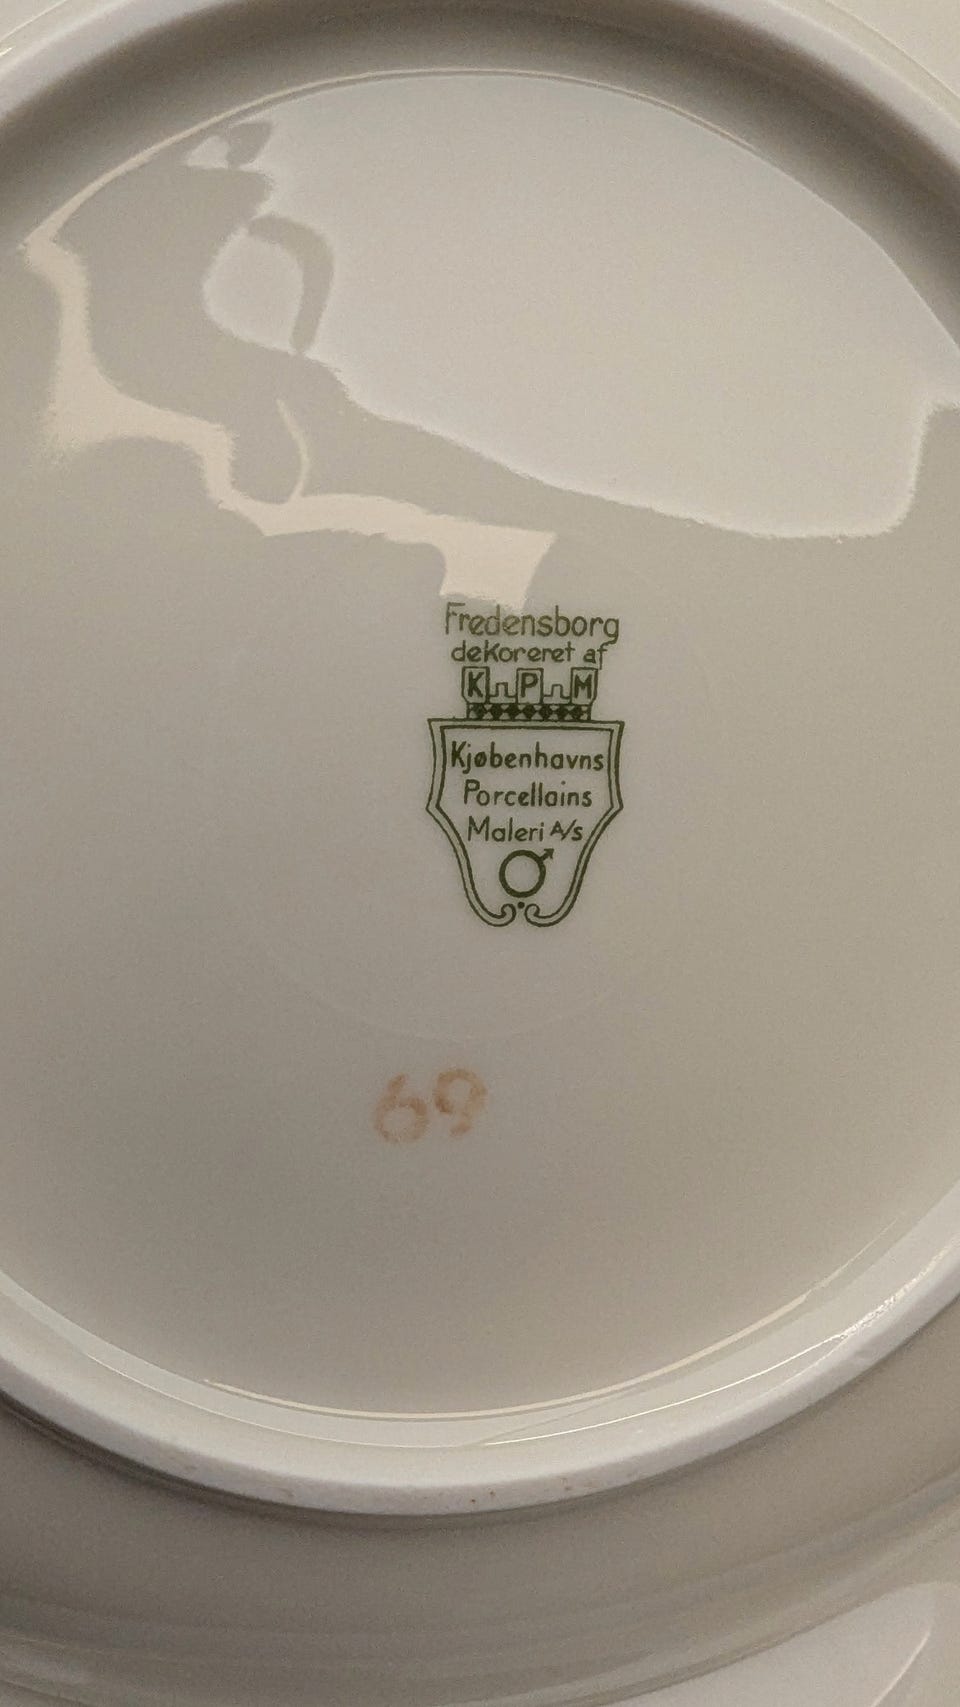 Fredensborg
dekoreret af
K P M
Kjøbenhavns
Porcellains
Maleri A/s
69